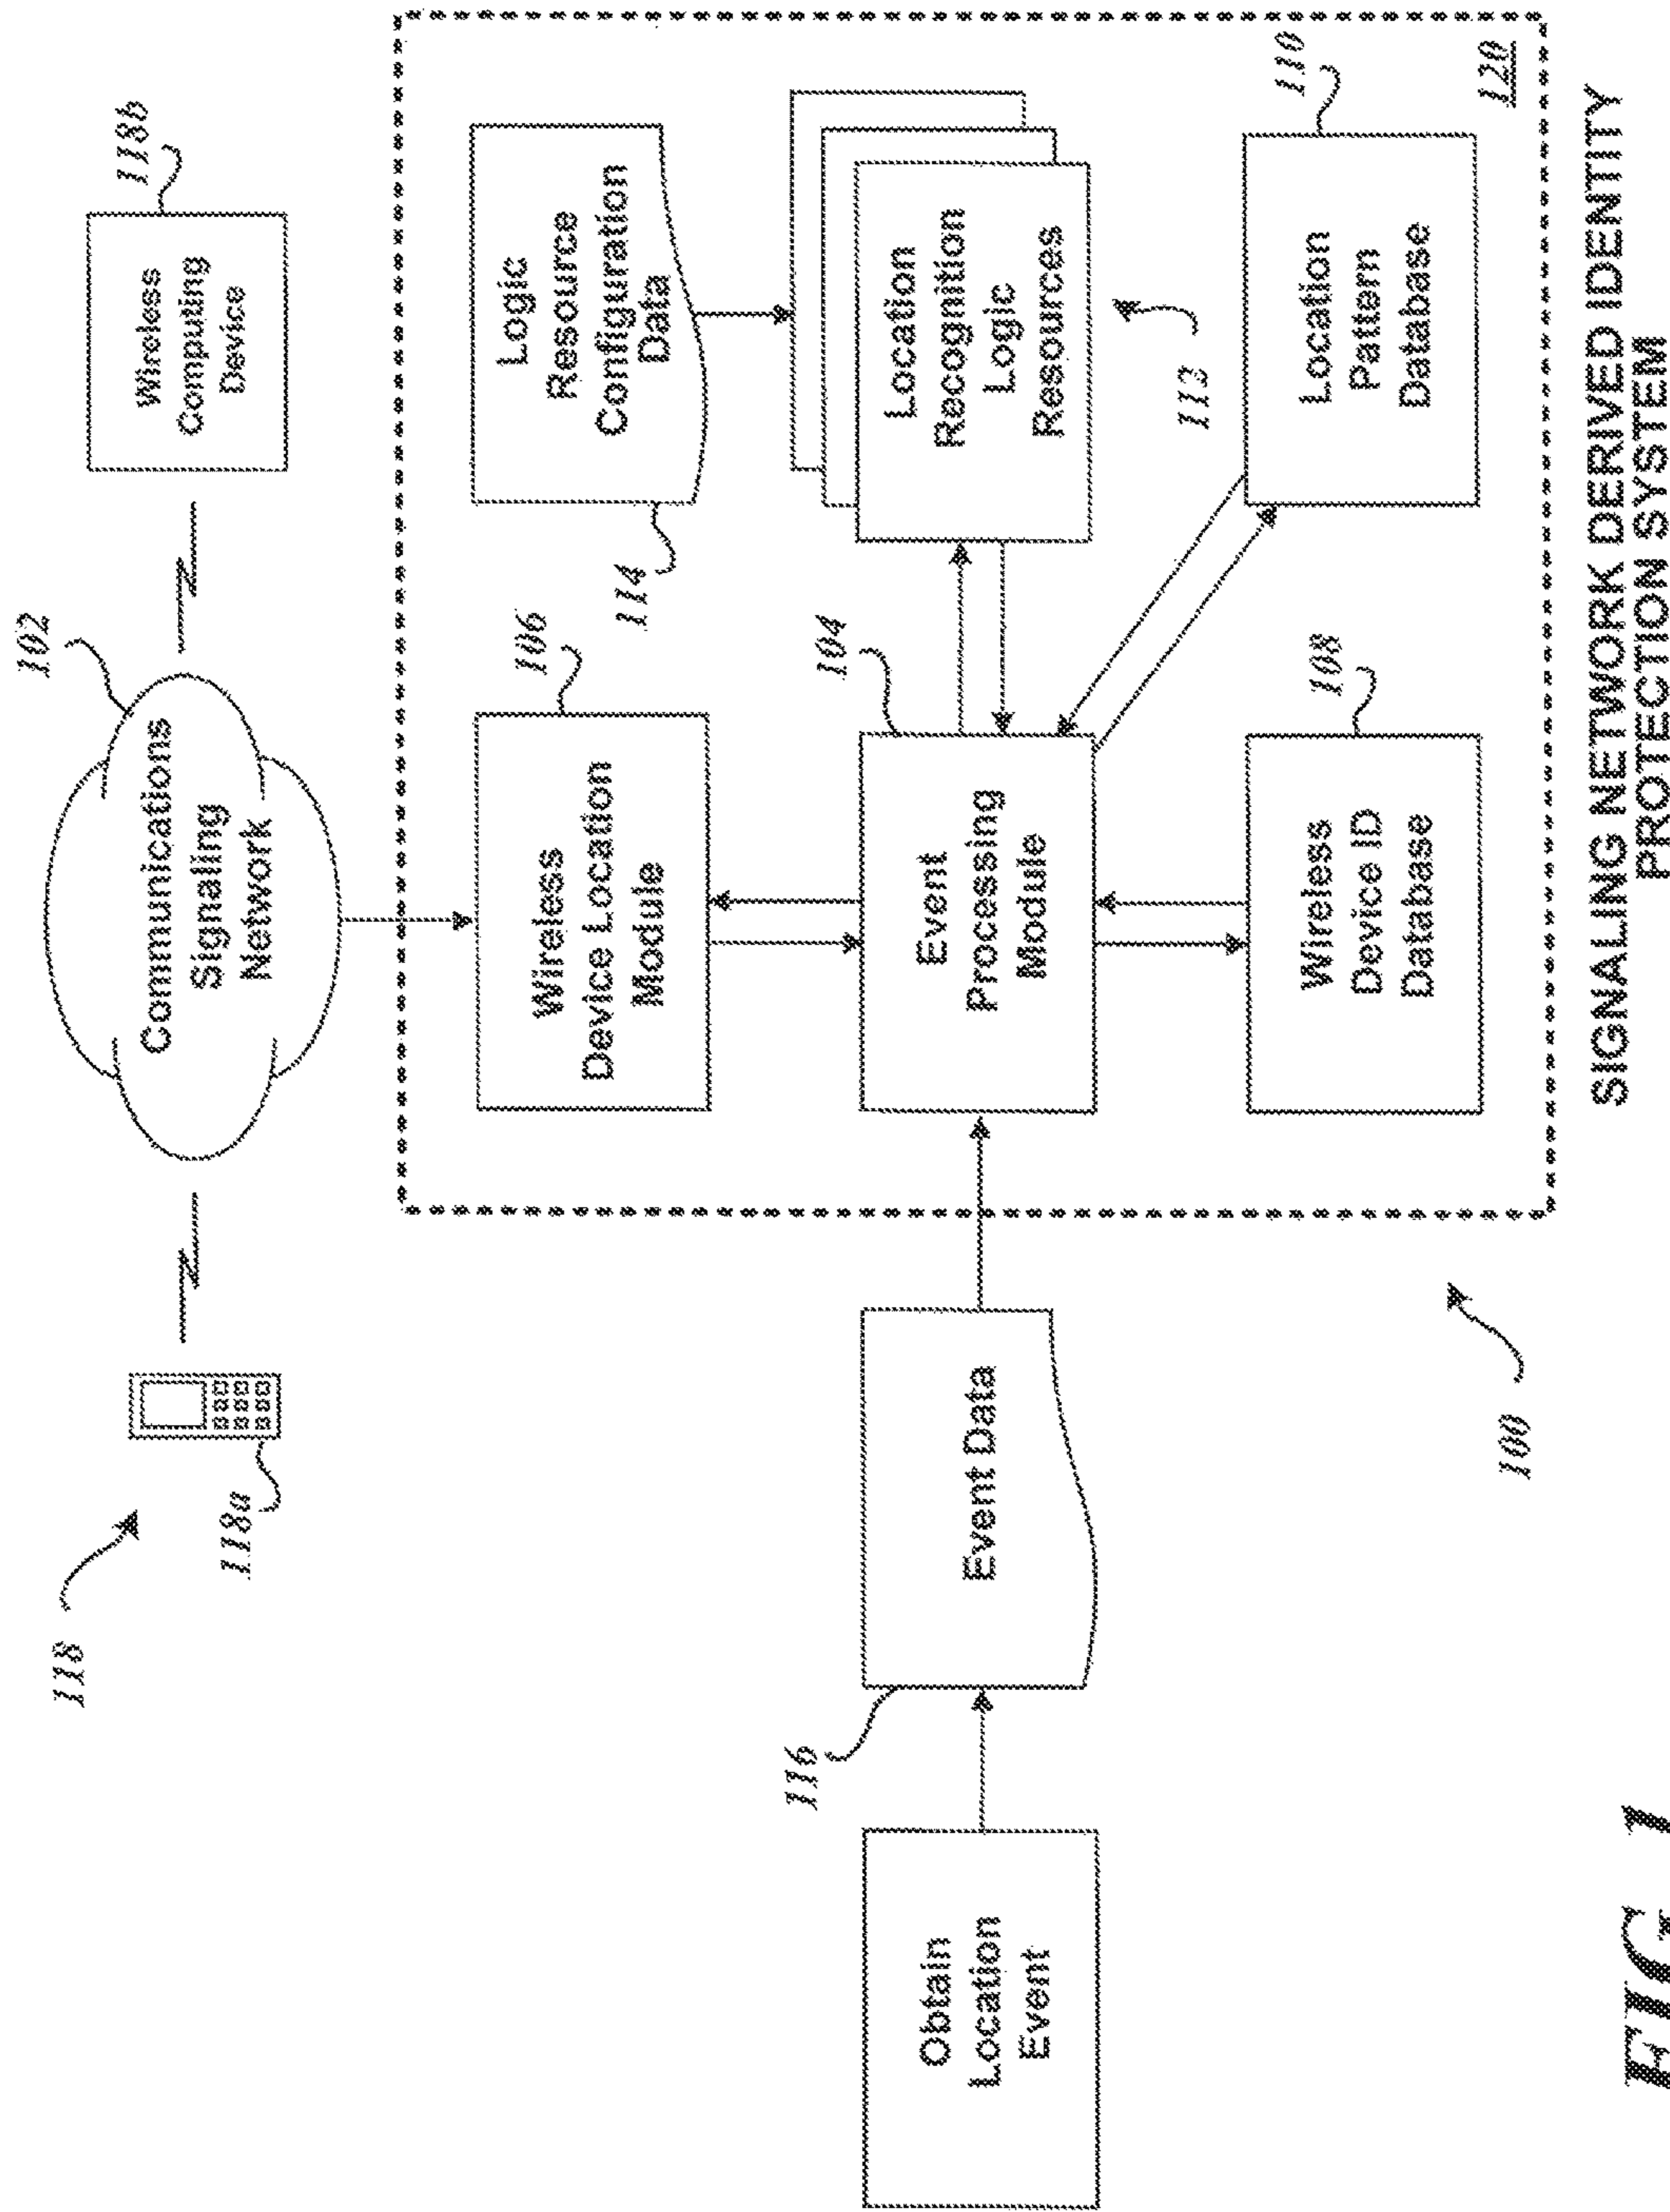 118
118a
Communications
Signaling
Network
102
Wireless
Computing
Device
118b
Wireless
Device Location
Module
106
Logic
Resource
Configuration
Data
114
Obtain
Location
Event
116
Event Data
Event
Processing
Module
104
Location
Recognition
Logic
Resources
112
Wireless
Device ID
Database
108
Location
Pattern
Database
110
120
100
SIGNALING NETWORK DERIVED IDENTITY
PROTECTION SYSTEM
FIG 1